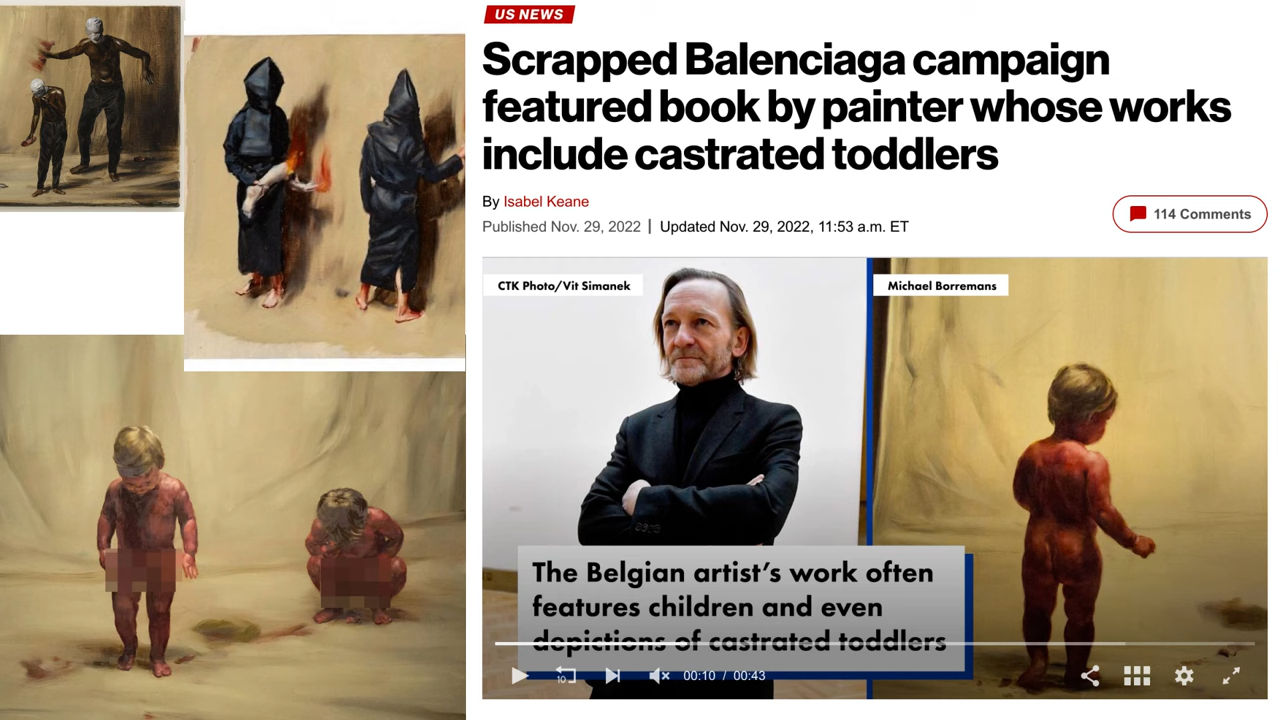 US NEWS
Scrapped Balenciaga campaign
featured book by painter whose works
include castrated toddlers
By Isabel Keane
Published Nov. 29, 2022 | Updated Nov. 29, 2022, 11:53 a.m. ET
114 Comments
CTK Photo/Vit Simanek
Michael Borremans
The Belgian artist’s work often
features children and even
depictions of castrated toddlers
10
00:10 / 00:43